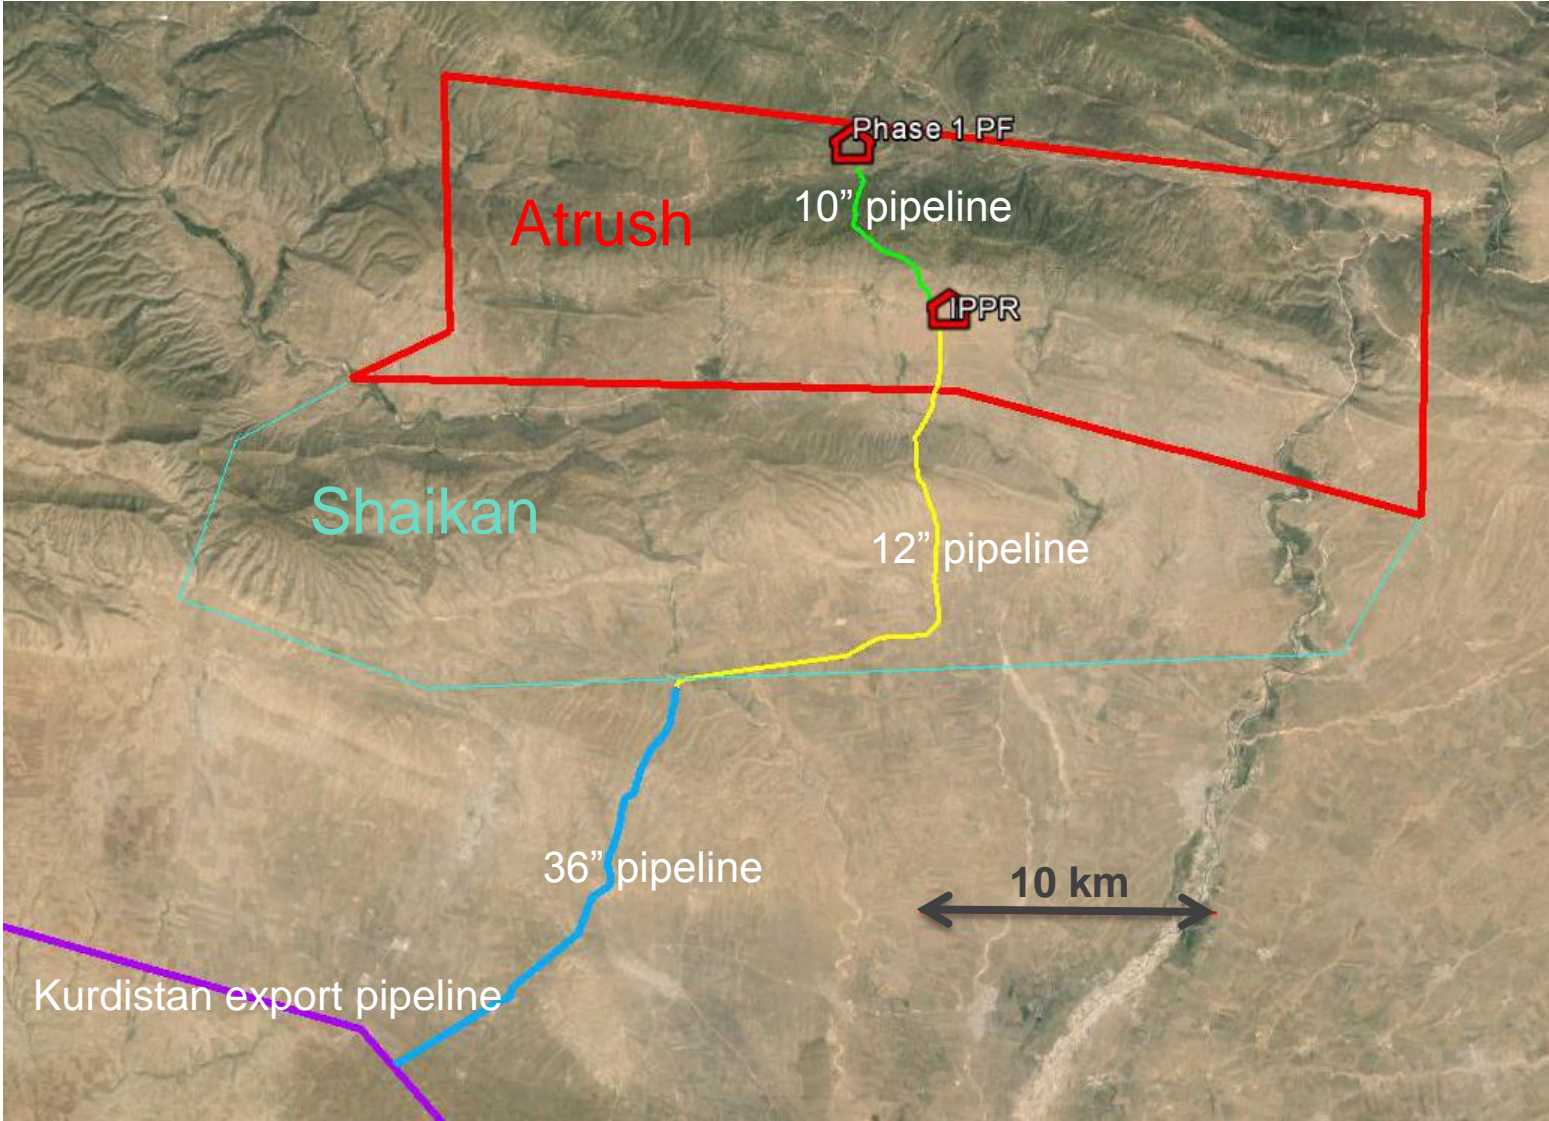 Phase 1 PF
10” pipeline
Atrush
IPPR
Shaikan
12” pipeline
36” pipeline
10 km
Kurdistan export pipeline